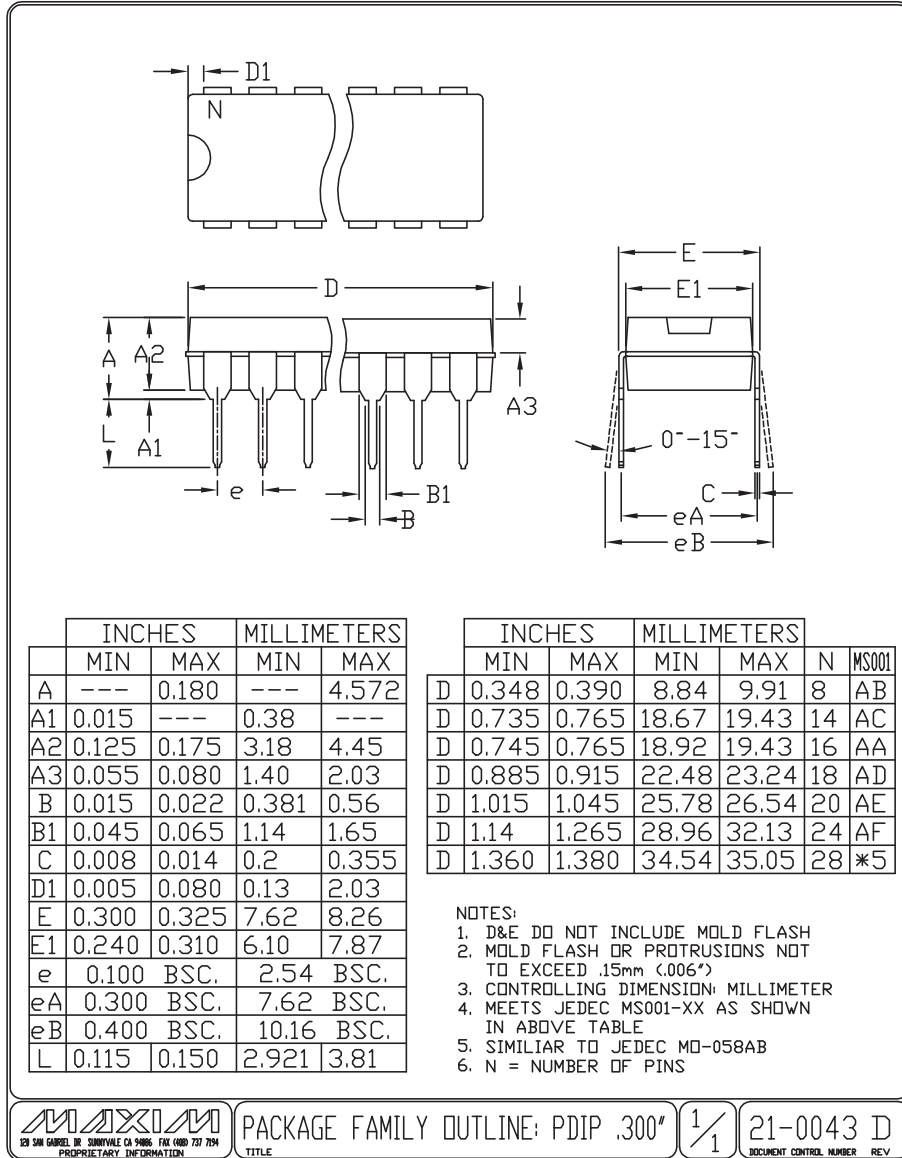 D1
N
D
E
E1
A
A2
A3
L
A1
0°-15°
e
B1
B
C
eA
eB
INCHES MILLIMETERS
MIN MAX MIN MAX
A --- 0.180 --- 4.572
A1 0.015 --- 0.38 ---
A2 0.125 0.175 3.18 4.45
A3 0.055 0.080 1.40 2.03
B 0.015 0.022 0.381 0.56
B1 0.045 0.065 1.14 1.65
C 0.008 0.014 0.2 0.355
D1 0.005 0.080 0.13 2.03
E 0.300 0.325 7.62 8.26
E1 0.240 0.310 6.10 7.87
e 0.100 BSC. 2.54 BSC.
eA 0.300 BSC. 7.62 BSC.
eB 0.400 BSC. 10.16 BSC.
L 0.115 0.150 2.921 3.81
INCHES MILLIMETERS
MIN MAX MIN MAX N MS001
D 0.348 0.390 8.84 9.91 8 AB
D 0.735 0.765 18.67 19.43 14 AC
D 0.745 0.765 18.92 19.43 16 AA
D 0.885 0.915 22.48 23.24 18 AD
D 1.015 1.045 25.78 26.54 20 AE
D 1.14 1.265 28.96 32.13 24 AF
D 1.360 1.380 34.54 35.05 28 *5
NOTES:
1. D&E DO NOT INCLUDE MOLD FLASH
2. MOLD FLASH OR PROTRUSIONS NOT
TO EXCEED .15mm (.006")
3. CONTROLLING DIMENSION: MILLIMETER
4. MEETS JEDEC MS001-XX AS SHOWN
IN ABOVE TABLE
5. SIMILIAR TO JEDEC MO-058AB
6. N = NUMBER OF PINS
MAXIM
120 SAN GABRIEL DR SUNNYVALE CA 94086 FAX (408) 737 7194
PROPRIETARY INFORMATION
PACKAGE FAMILY OUTLINE: PDIP .300"
TITLE
1/1
21-0043 D
DOCUMENT CONTROL NUMBER REV